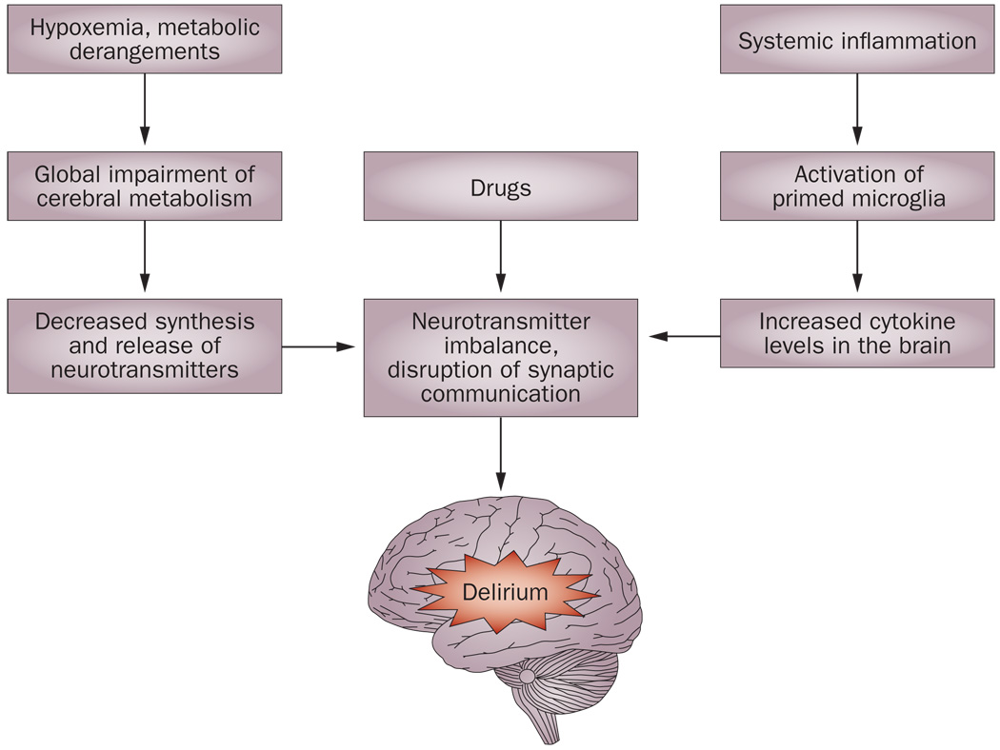 Hypoxemia, metabolic
derangements
Systemic inflammation
Global impairment of
cerebral metabolism
Drugs
Activation of
primed microglia
Decreased synthesis
and release of
neurotransmitters
Neurotransmitter
imbalance,
disruption of synaptic
communication
Increased cytokine
levels in the brain
Delirium